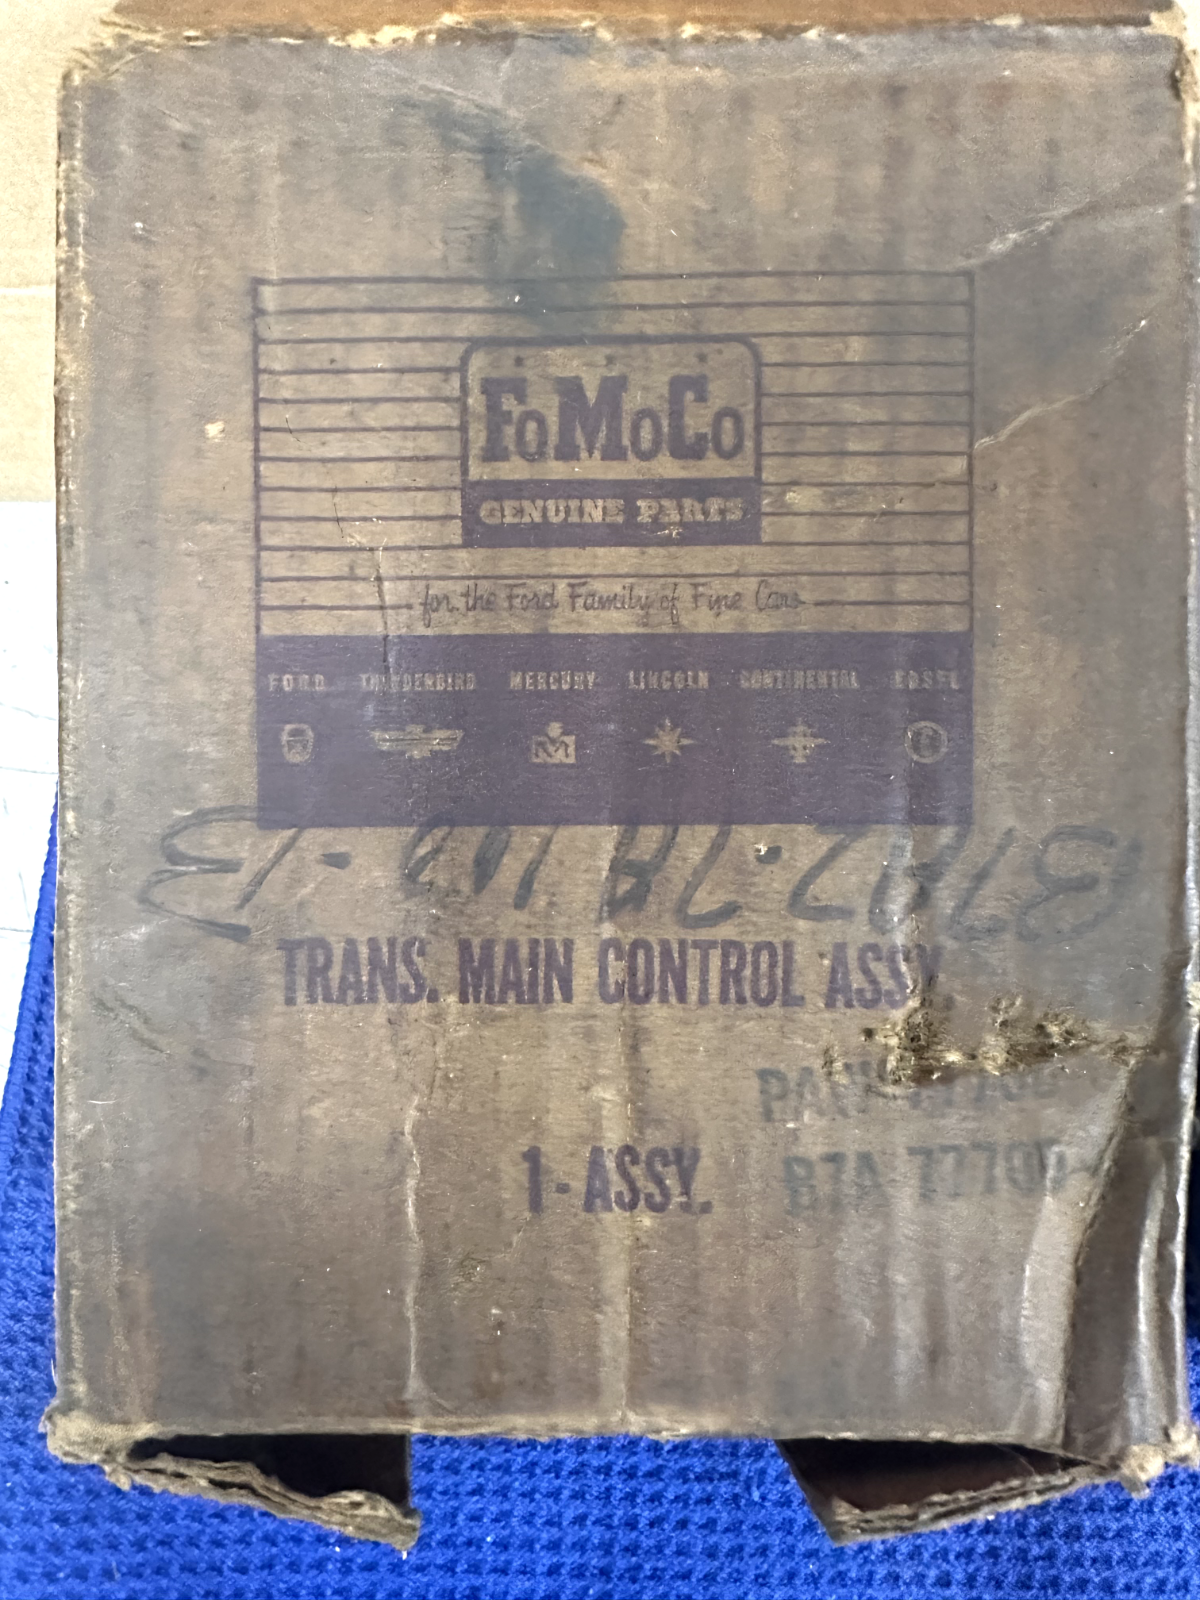 FoMoCo
GENUINE PARTS
for the Ford Family of Fine Cars
FORD THUNDERBIRD MERCURY LINCOLN CONTINENTAL EDSEL
TRANS. MAIN CONTROL ASSY.
1-ASSY.
B7A